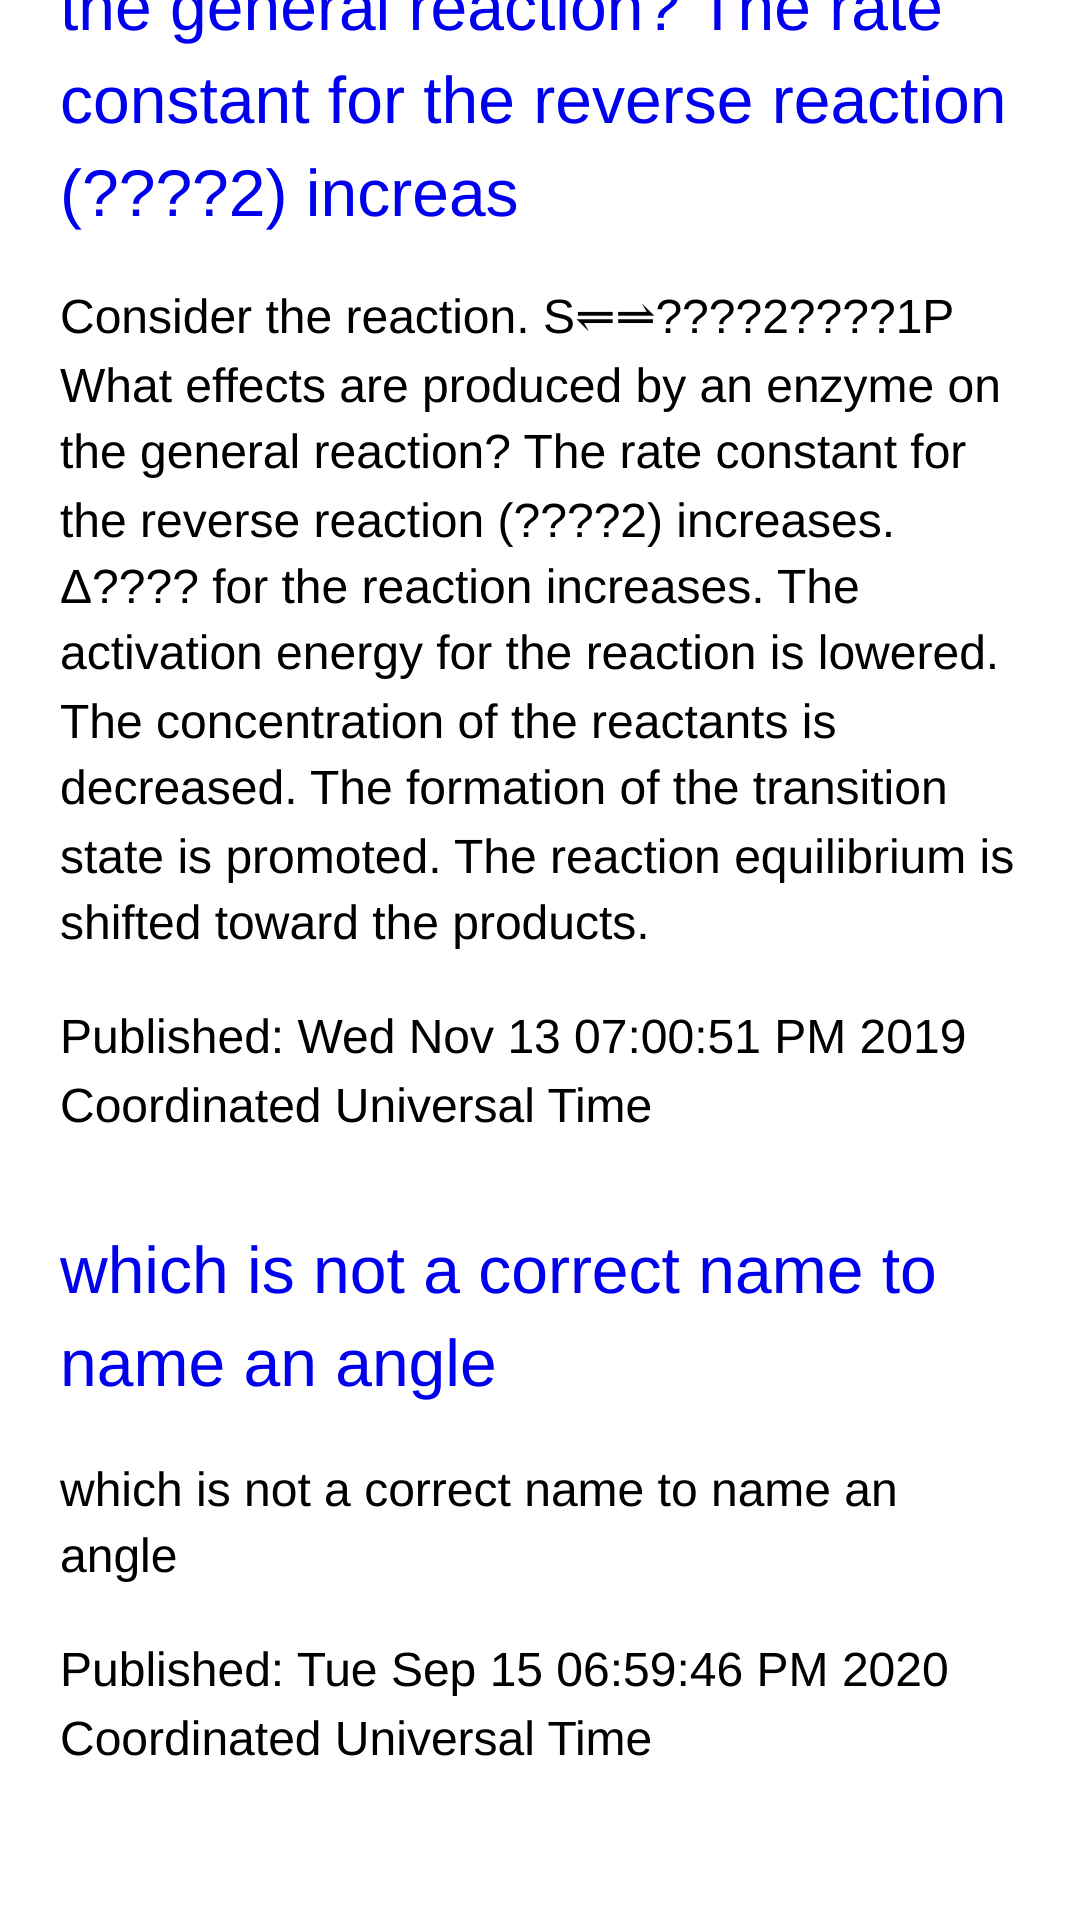 the general reaction? The rate
constant for the reverse reaction
(????2) increas
Consider the reaction. S↽−−⇀????2????1P
What effects are produced by an enzyme on
the general reaction? The rate constant for
the reverse reaction (????2) increases.
Δ???? for the reaction increases. The
activation energy for the reaction is lowered.
The concentration of the reactants is
decreased. The formation of the transition
state is promoted. The reaction equilibrium is
shifted toward the products.
Published: Wed Nov 13 07:00:51 PM 2019
Coordinated Universal Time
which is not a correct name to
name an angle
which is not a correct name to name an
angle
Published: Tue Sep 15 06:59:46 PM 2020
Coordinated Universal Time